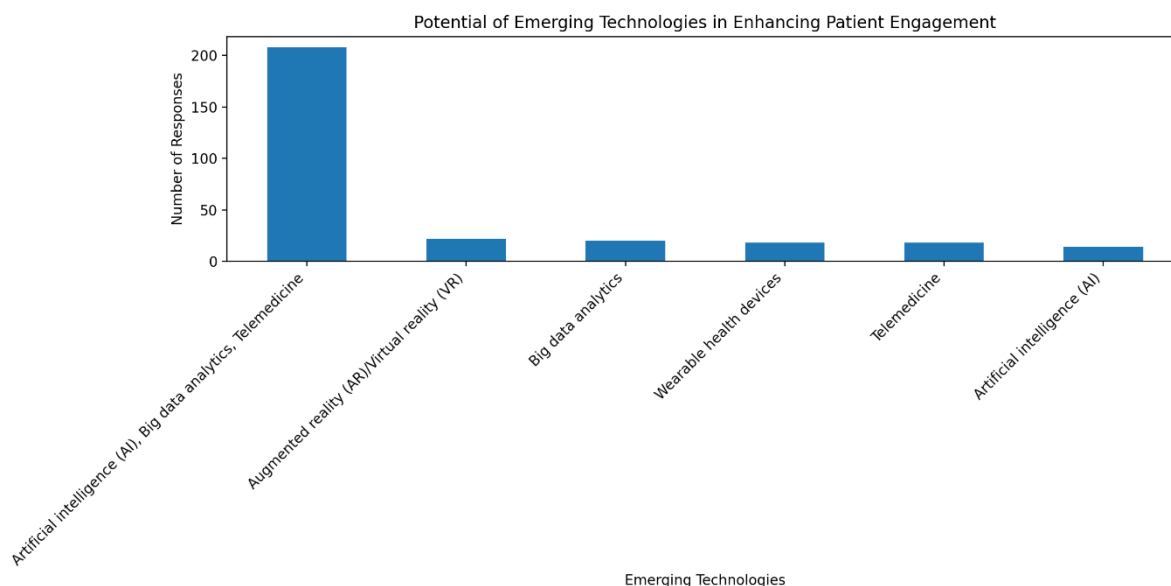 Potential of Emerging Technologies in Enhancing Patient Engagement
Number of Responses
200
150
100
50
0
Artificial intelligence (AI), Big data analytics, Telemedicine
Augmented reality (AR)/Virtual reality (VR)
Big data analytics
Wearable health devices
Telemedicine
Artificial intelligence (AI)
Emerging Technologies